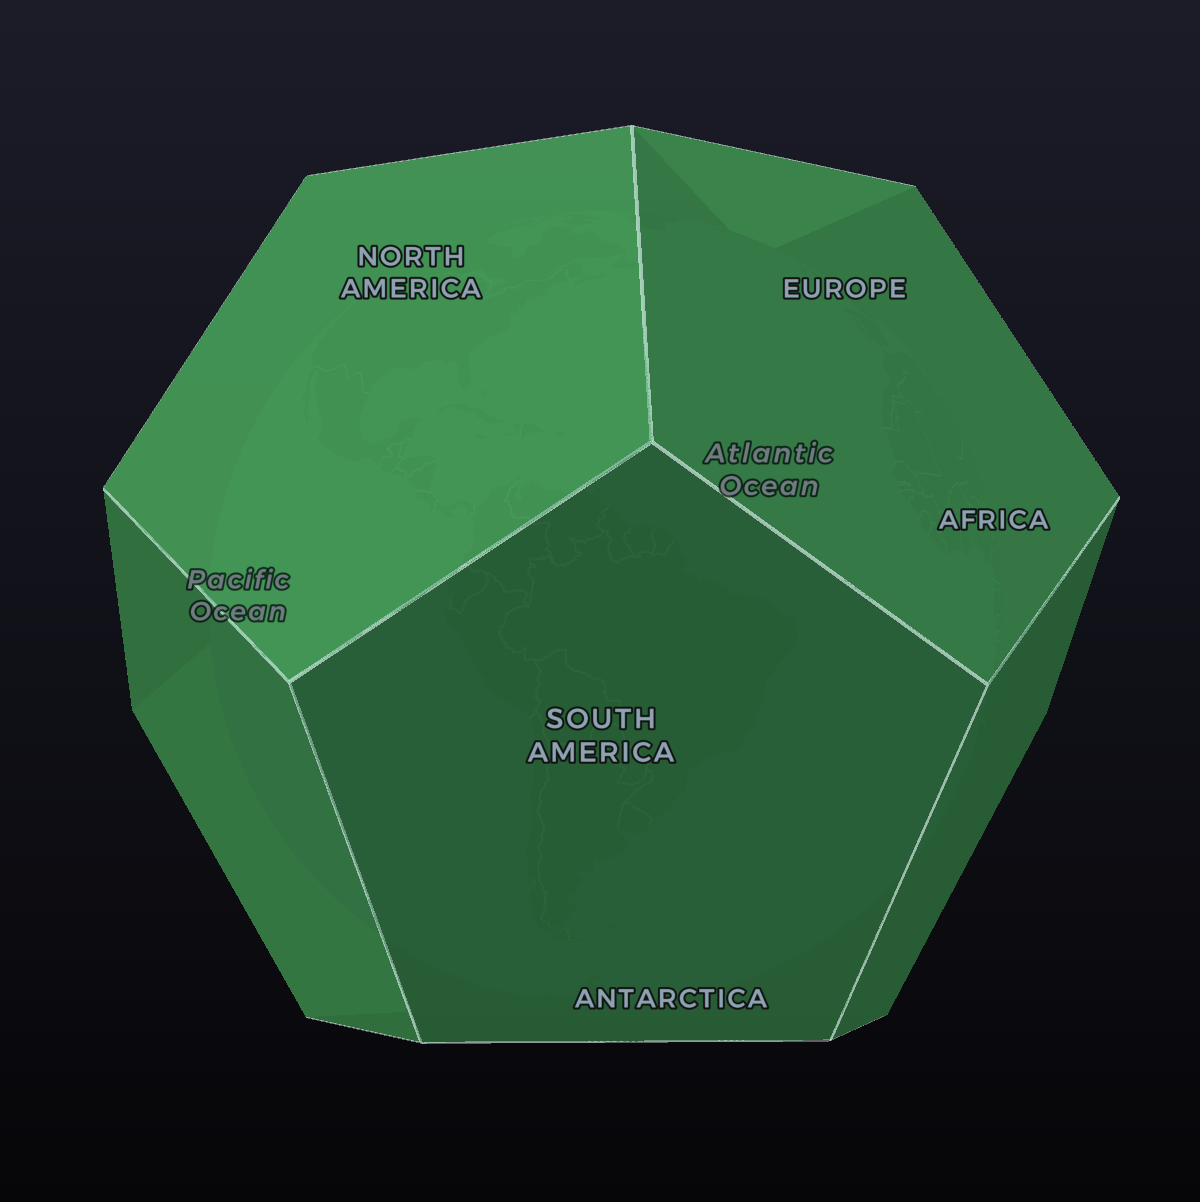 NORTH
AMERICA
EUROPE
Atlantic
Ocean
AFRICA
Pacific
Ocean
SOUTH
AMERICA
ANTARCTICA